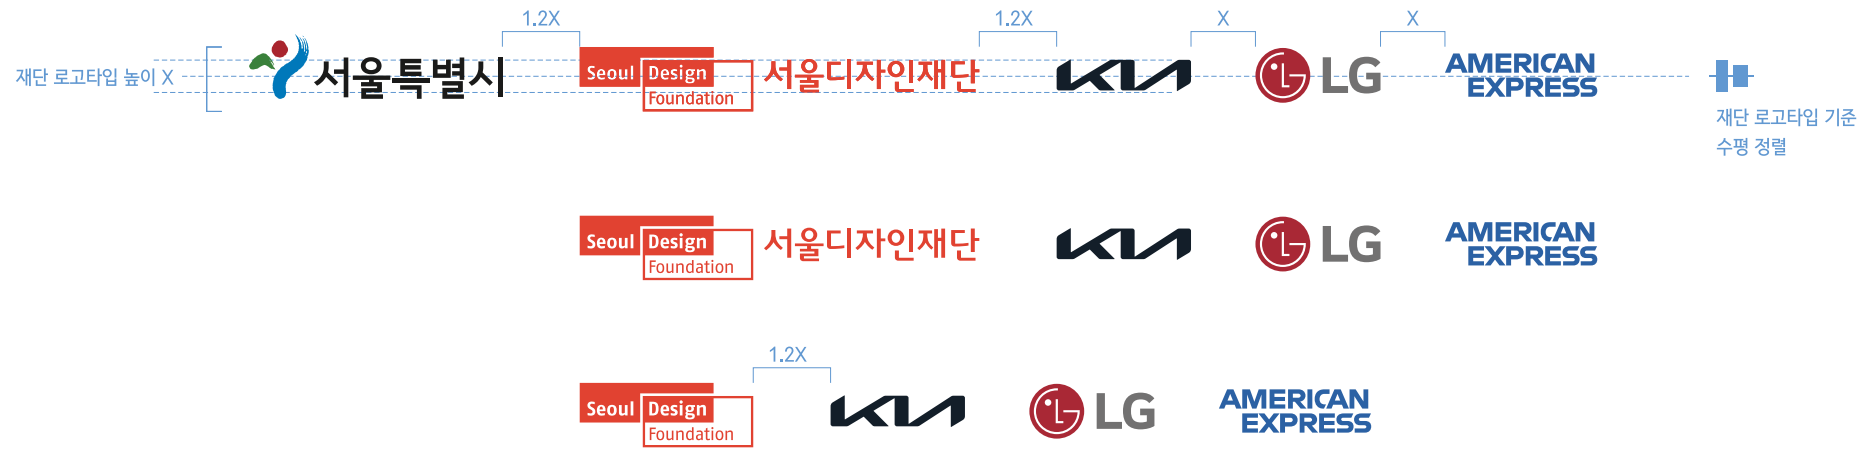 1.2X 1.2X X X
재단 로고타입 높이 X 서울특별시 Seoul Design Foundation 서울디자인재단 KIA LG AMERICAN EXPRESS
재단 로고타입 기준
수평 정렬
Seoul Design Foundation 서울디자인재단 KIA LG AMERICAN EXPRESS
1.2X
Seoul Design Foundation KIA LG AMERICAN EXPRESS